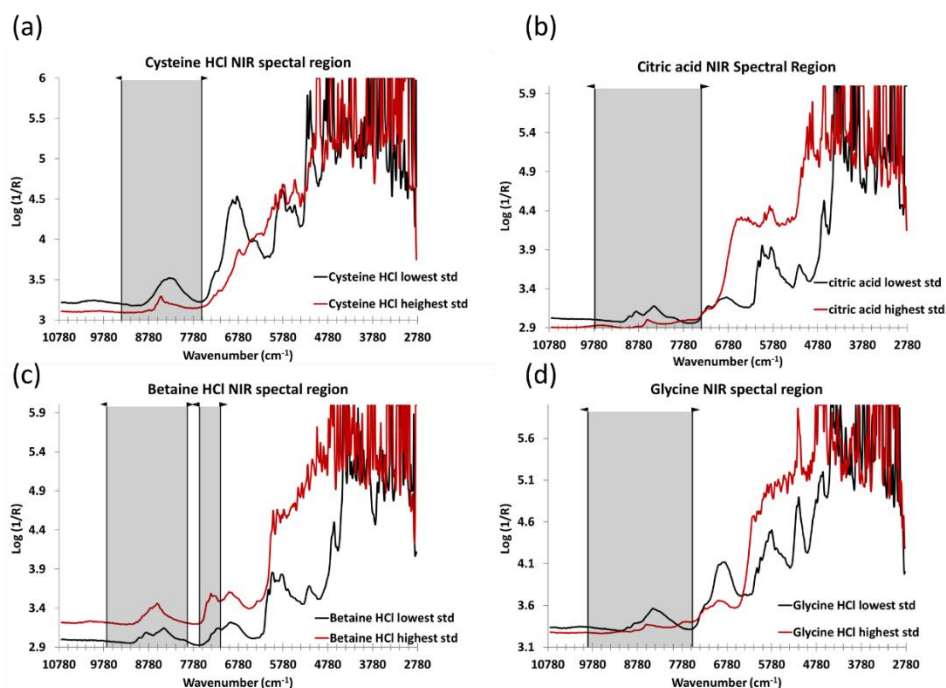 (a)
Cysteine HCl NIR spectal region
6
5.5
5
4.5
4
3.5
3
Log (1/R)
Cysteine HCl lowest std
Cysteine HCl heighest std
10780 9780 8780 7780 6780 5780 4780 3780 2780
Wavenumber (cm⁻¹)
(b)
Citric acid NIR Spectral Region
5.9
5.4
4.9
4.4
3.9
3.4
2.9
Log (1/R)
citric acid lowest std
citric acid highest std
10780 9780 8780 7780 6780 5780 4780 3780 2780
Wavenumber (cm⁻¹)
(c)
Betaine HCl NIR spectal region
5.9
5.4
4.9
4.4
3.9
3.4
2.9
Log (1/R)
Betaine HCl lowest std
Betaine HCl highest std
10780 9780 8780 7780 6780 5780 4780 3780 2780
Wavenumber (cm⁻¹)
(d)
Glycine NIR spectal region
5.6
5.1
4.6
4.1
3.6
3.1
Log (1/R)
Glycine HCl lowest std
Glycine HCl highest std
10780 9780 8780 7780 6780 5780 4780 3780 2780
Wavenumber (cm⁻¹)